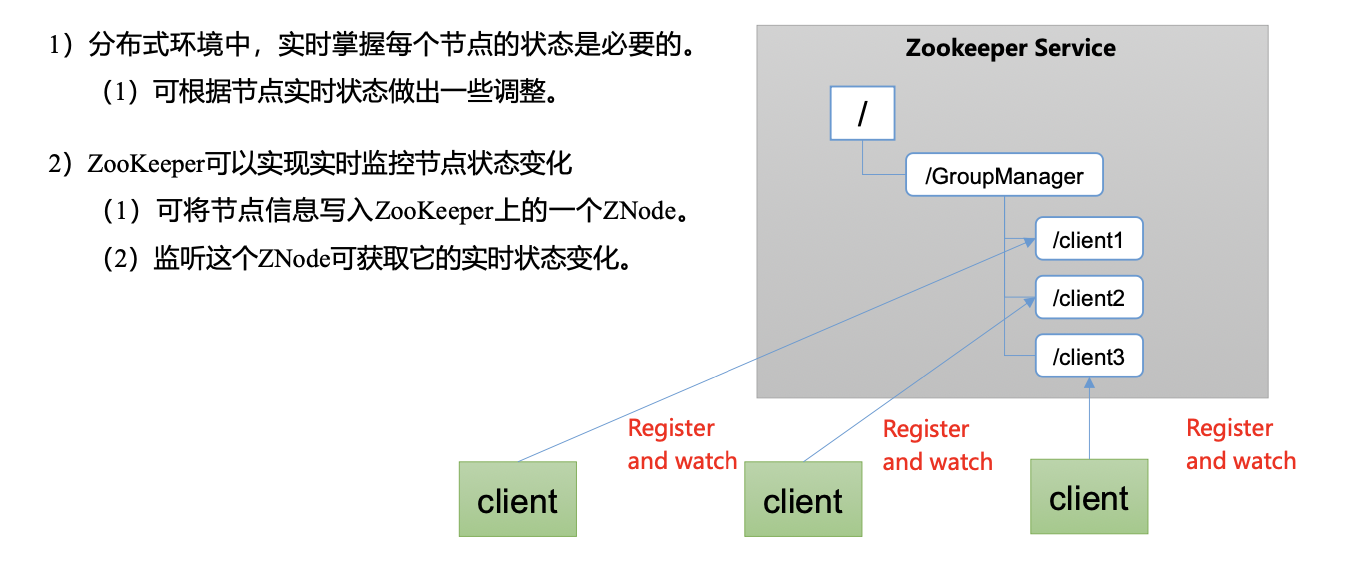 1）分布式环境中，实时掌握每个节点的状态是必要的。
（1）可根据节点实时状态做出一些调整。
2）ZooKeeper可以实现实时监控节点状态变化
（1）可将节点信息写入ZooKeeper上的一个ZNode。
（2）监听这个ZNode可获取它的实时状态变化。
Zookeeper Service
/
/GroupManager
/client1
/client2
/client3
Register
and watch
Register
and watch
Register
and watch
client
client
client